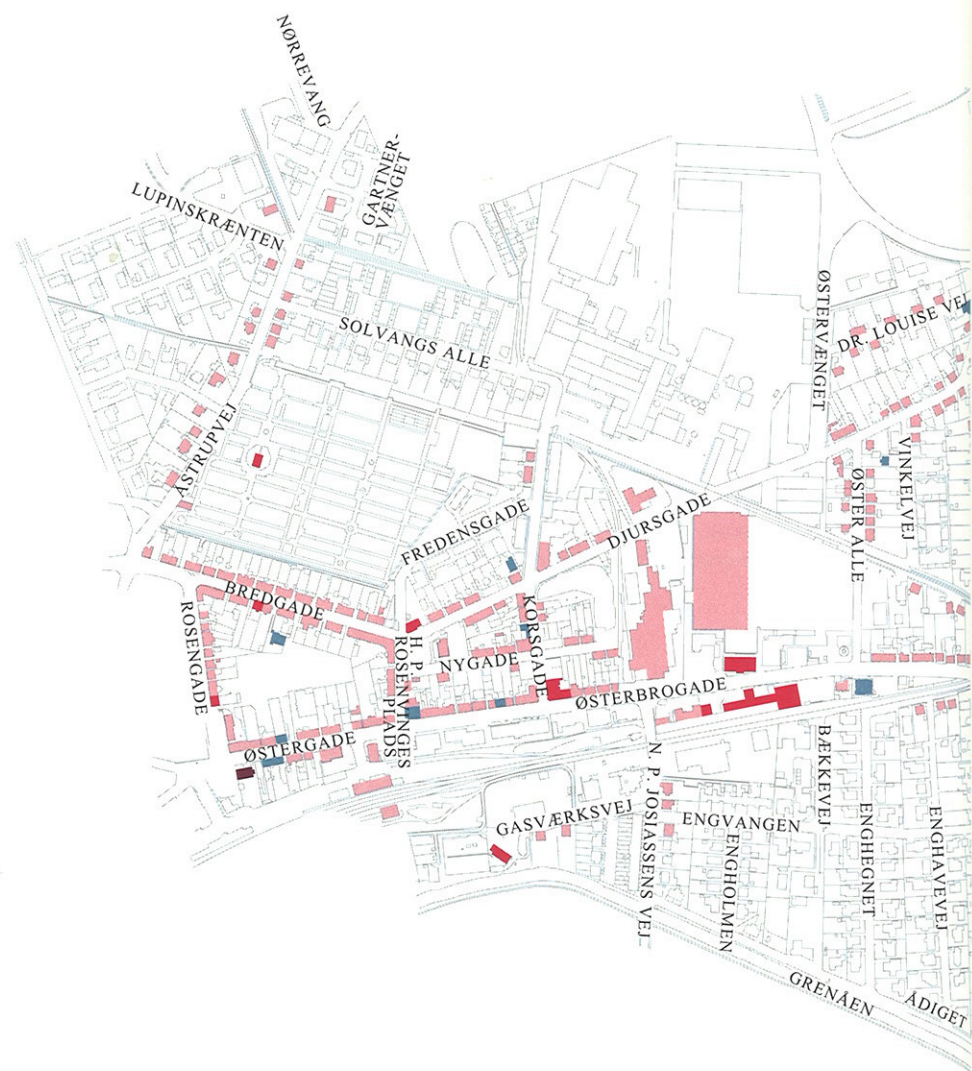 NØRREVANG
GARTNER-
VÆNGET
LUPINSKRÆNTEN
SOLVANGS ALLE
ØSTERVÆNGET
DR. LOUISE VEJ
ÅSTRUPVEJ
VINKELVEJ
ØSTER ALLE
FREDENSGADE
DJURSGADE
BREDGADE
ROSENGADE
KORSGADE
H. P.
ROSENVINGES
PLADS
NYGADE
ØSTERBROGADE
ØSTERGADE
N. P. JOSIASSENS VEJ
BÆKKEVEJ
GASVÆRKSVEJ
ENGVANGEN
ENGHOLMEN
ENGHEGNET
ENGHAVEVEJ
GRENÅEN
ÅDIGET